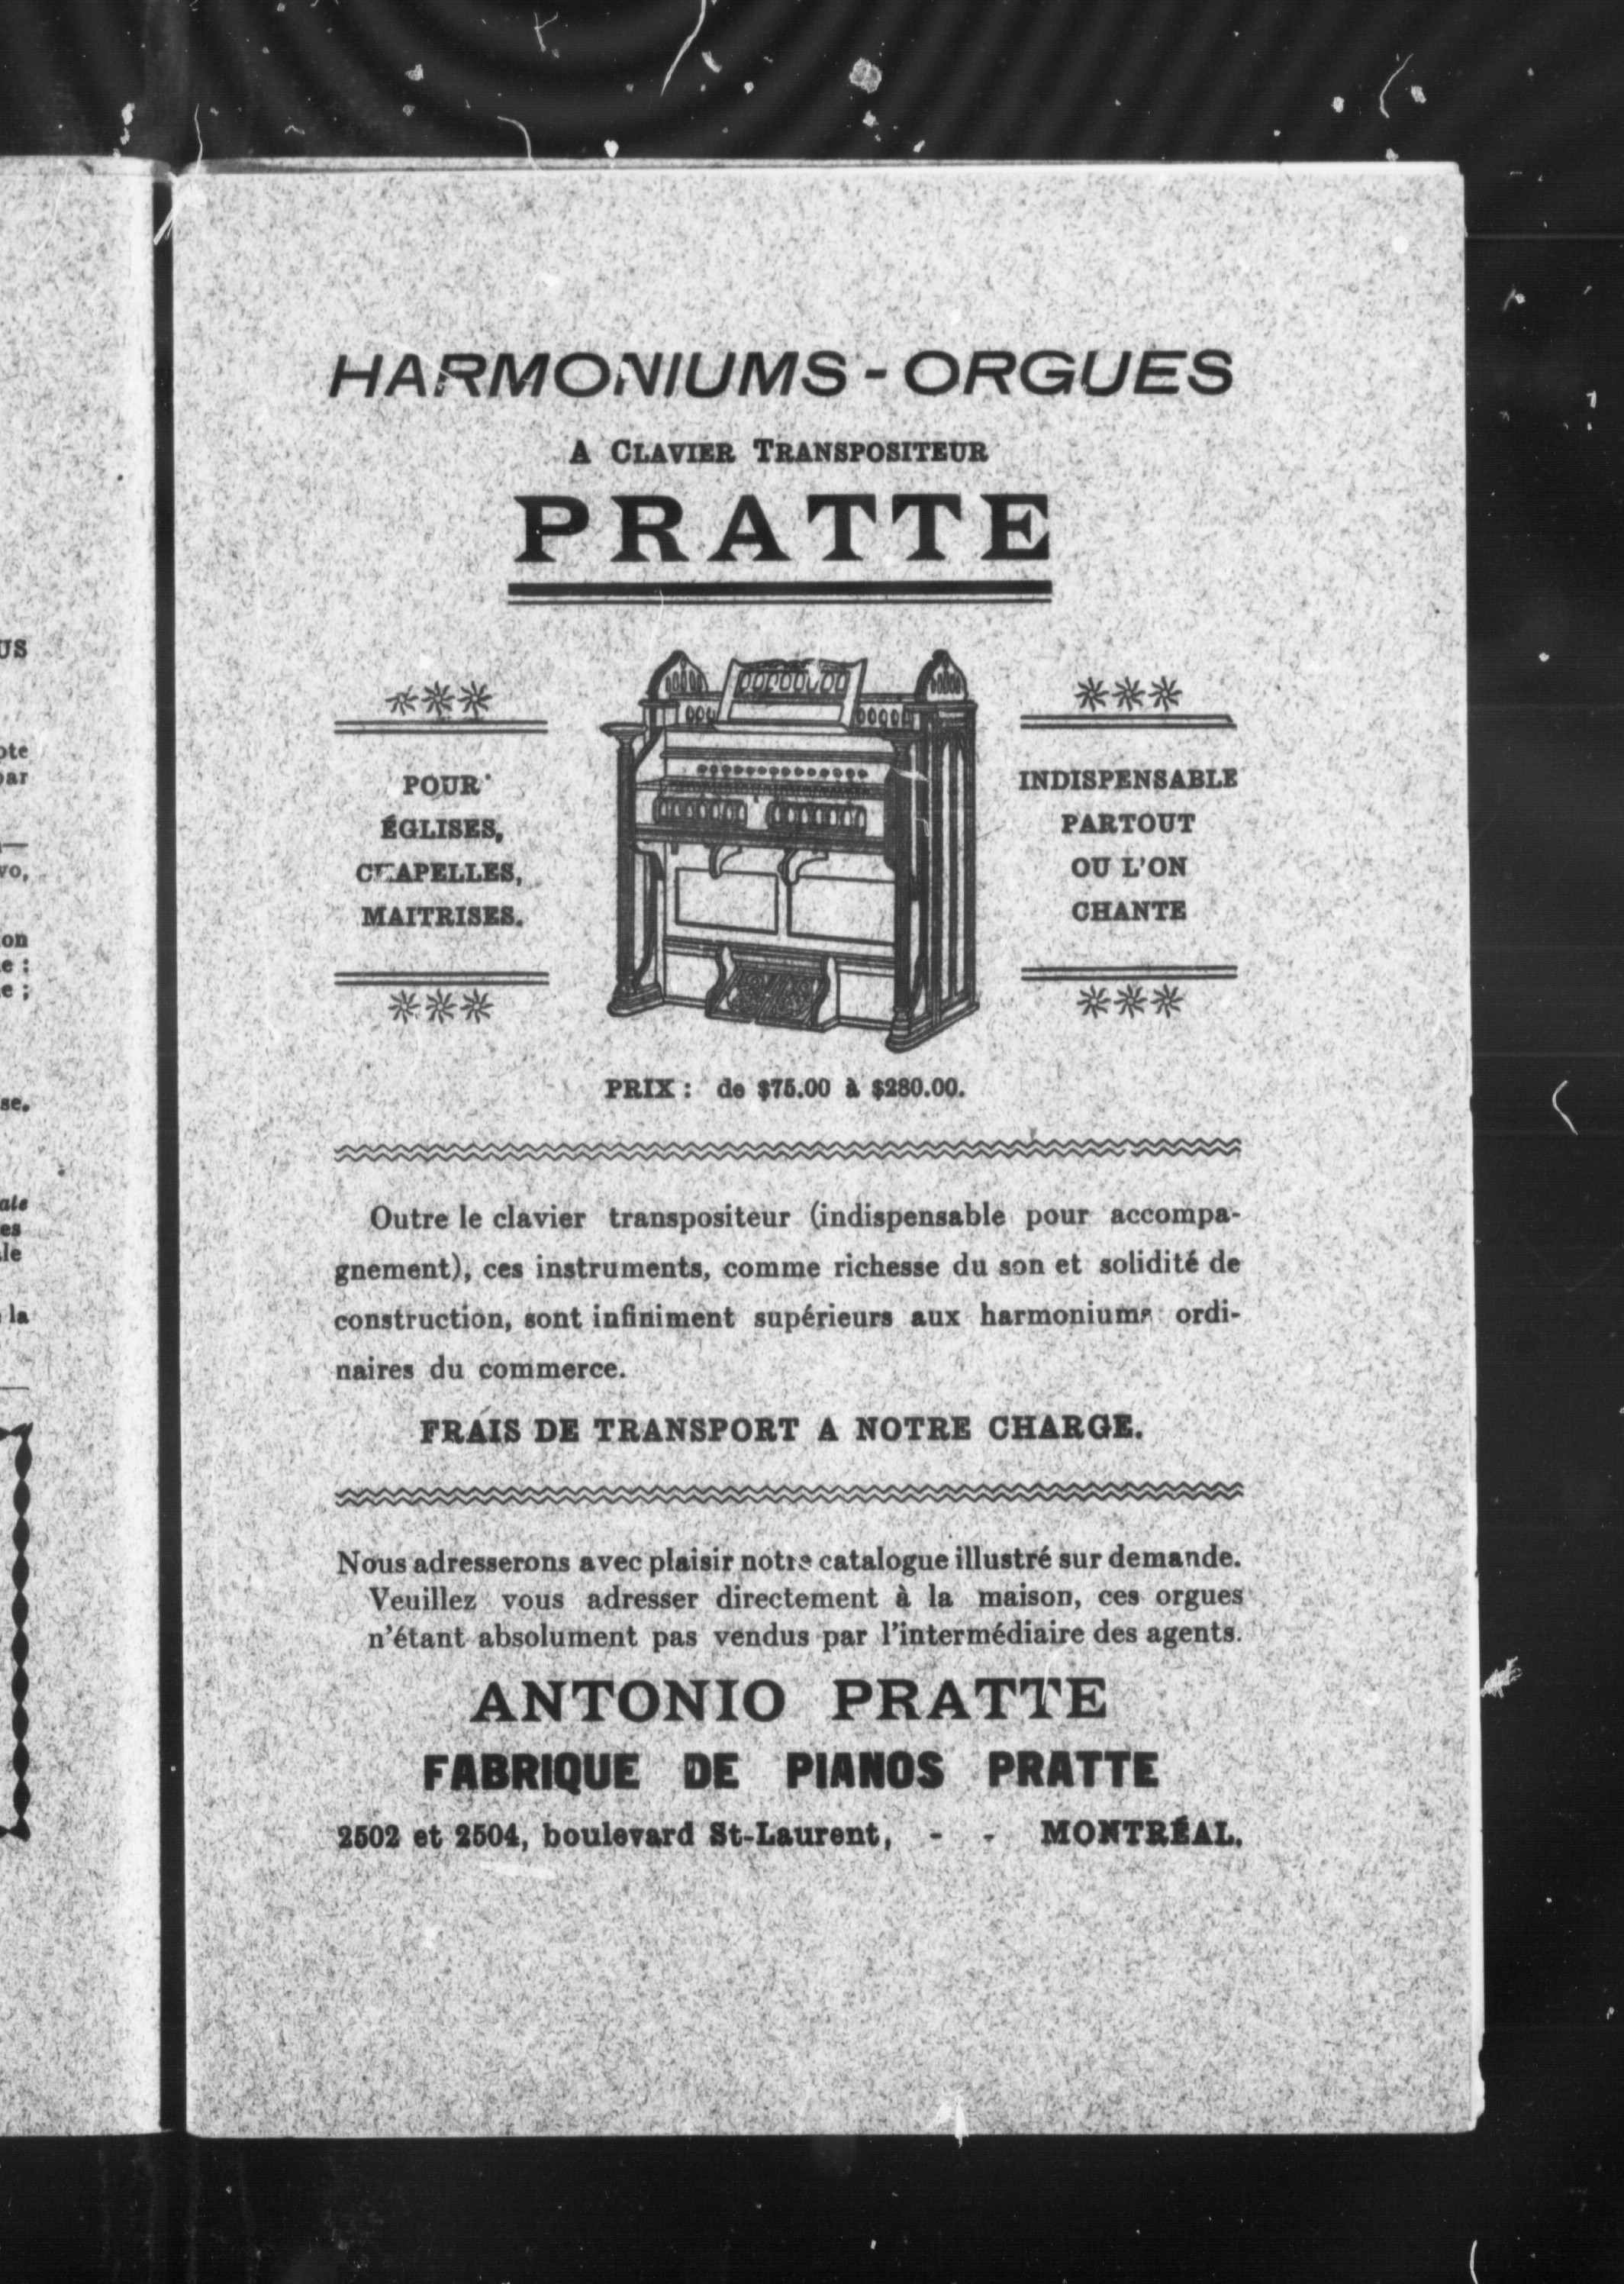 HARMONIUMS - ORGUES
A CLAVIER TRANSPOSITEUR
PRATTE
POUR
ÉGLISES,
CHAPELLES,
MAITRISES.
INDISPENSABLE
PARTOUT
OU L'ON
CHANTE
PRIX : de $75.00 à $280.00.
Outre le clavier transpositeur (indispensable pour accompa-
gnement), ces instruments, comme richesse du son et solidité de
construction, sont infiniment supérieurs aux harmoniums ordi-
naires du commerce.
FRAIS DE TRANSPORT A NOTRE CHARGE.
Nous adresserons avec plaisir notre catalogue illustré sur demande.
Veuillez vous adresser directement à la maison, ces orgues
n'étant absolument pas vendus par l'intermédiaire des agents.
ANTONIO PRATTE
FABRIQUE DE PIANOS PRATTE
2502 et 2504, boulevard St-Laurent, - - MONTRÉAL.